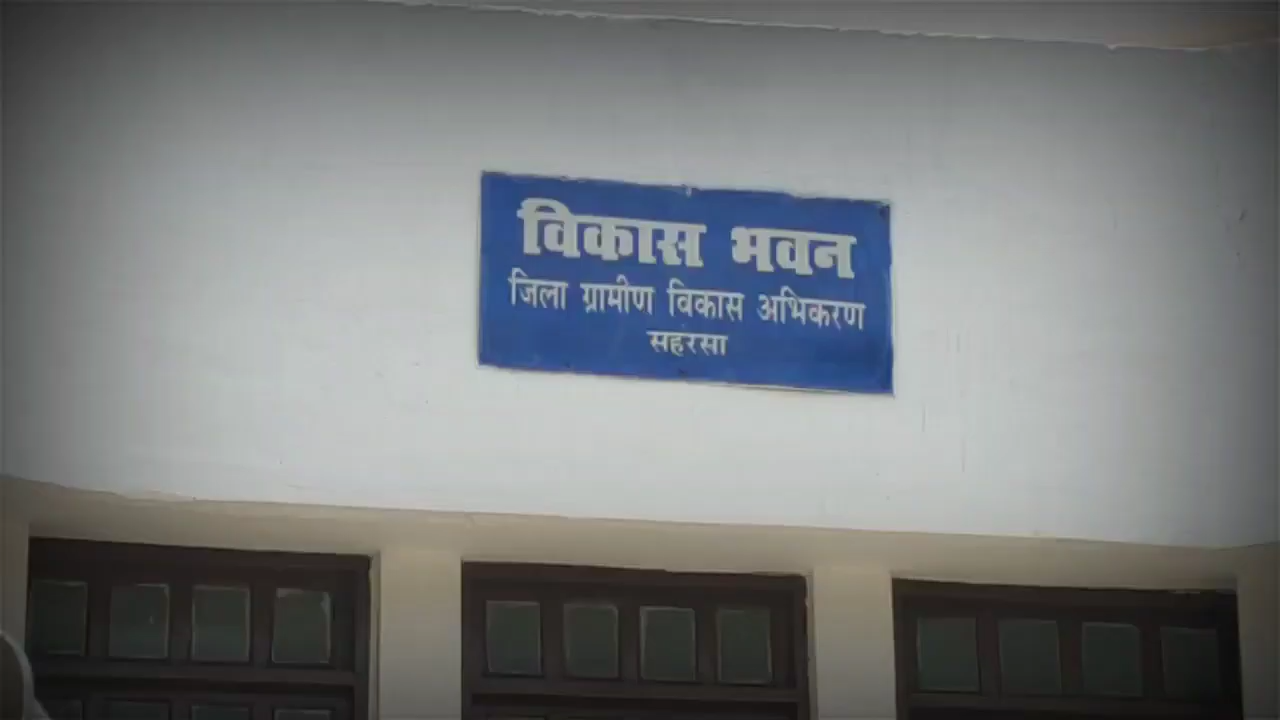 विकास भवन
जिला ग्रामीण विकास अभिकरण
सहरसा